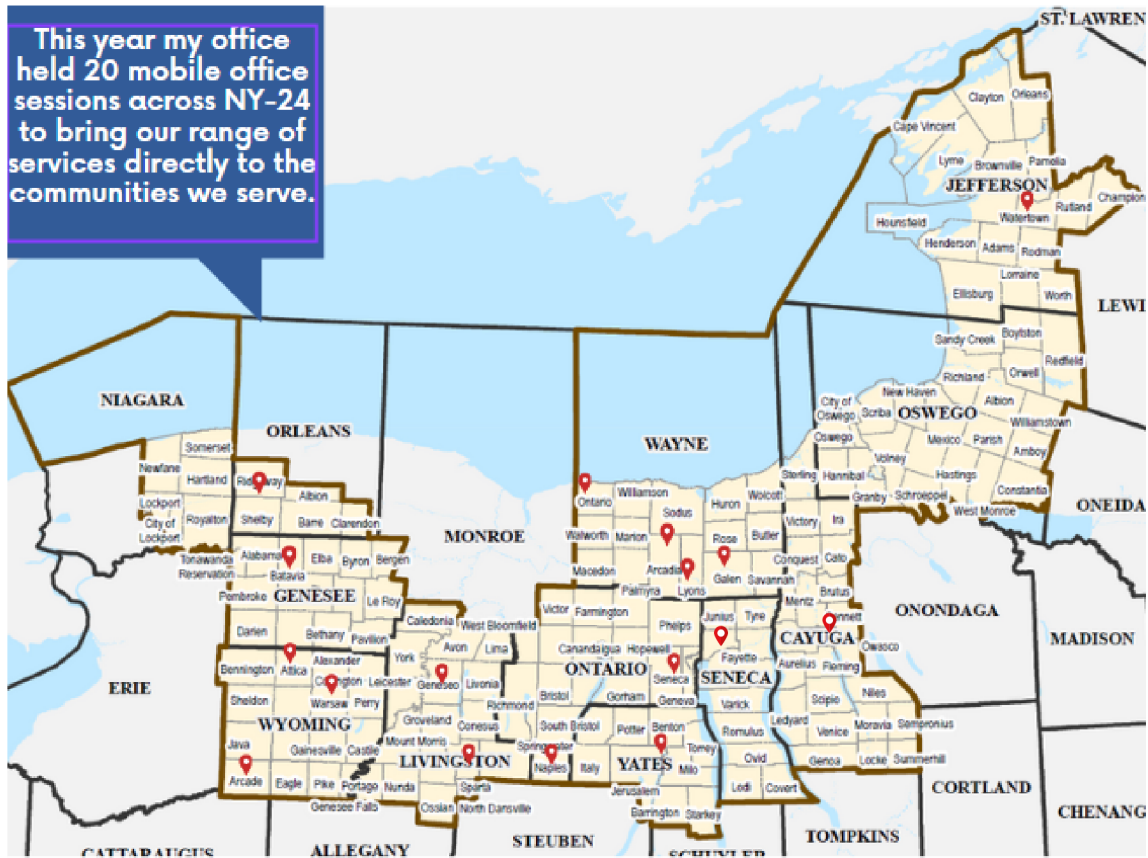 This year my office
held 20 mobile office
sessions across NY-24
to bring our range of
services directly to the
communities we serve.
ST. LAWREN
Clayton Orleans
Cape Vincent
Lyme Brownville Pamelia
JEFFERSON
Champion
Rutland
Watertown
Hounsfield
Henderson Adams Rodman
Lorraine
Ellisburg Worth
LEWI
Boylston
Sandy Creek
Redfield
Orwell
Richland
NIAGARA
New Haven
Albion
City of
Oswego
Scriba
OSWEGO
Williamstown
ORLEANS
WAYNE
Oswego
Mexico Parish
Amboy
Somerset
Volney
Newfane
Hartland
Sterling Hannibal
Hastings
Constantia
Lockport
Albion
Ontario Williamson
Huron Wolcott
Granby Schroeppel
West Monroe
ONEIDA
City of
Lockport
Royalton
Shelby Barre Clarendon
Sodus
Victory Ira
MONROE
Walworth Marion
Rose Butler
Tonawanda
Reservation
Alabama Elba Byron Bergen
Conquest Cato
Batavia
Macedon
Arcadia
Galen Savannah
Palmyra Lyons
Brutus
Pembroke
GENESEE
Le Roy
Mentz
ONONDAGA
Victor Farmington
Junius Tyre
Caledonia
West Bloomfield
Phelps
CAYUGA
MADISON
Darien
Bethany Pavilion
Avon Lima
Owasco
Canandaigua Hopewell
Fayette
Aurelius Fleming
York
Alexander
Bennington Attica
ERIE
Leicester Geneseo Livonia
ONTARIO
Seneca
SENECA
Niles
Sheldon
Warsaw Perry
Bristol
Gorham Geneva
Varick
Scipio
Richmond
WYOMING
Groveland Conesus
South Bristol
Potter Benton
Romulus
Ledyard
Moravia Sempronius
Venice
Java
Gainesville Castile
Mount Morris
Torrey
Ovid
LIVINGSTON
Naples Italy
YATES
Milo
Genoa Locke Summerhill
Arcade Eagle Pike Portage Nunda
Sparta
Jerusalem
Lodi Covert
CORTLAND
Genesee Falls
Ossian North Dansville
Barrington Starkey
CHENANG
STEUBEN
TOMPKINS
CATTARAUGUS
ALLEGANY
SCHUYLER